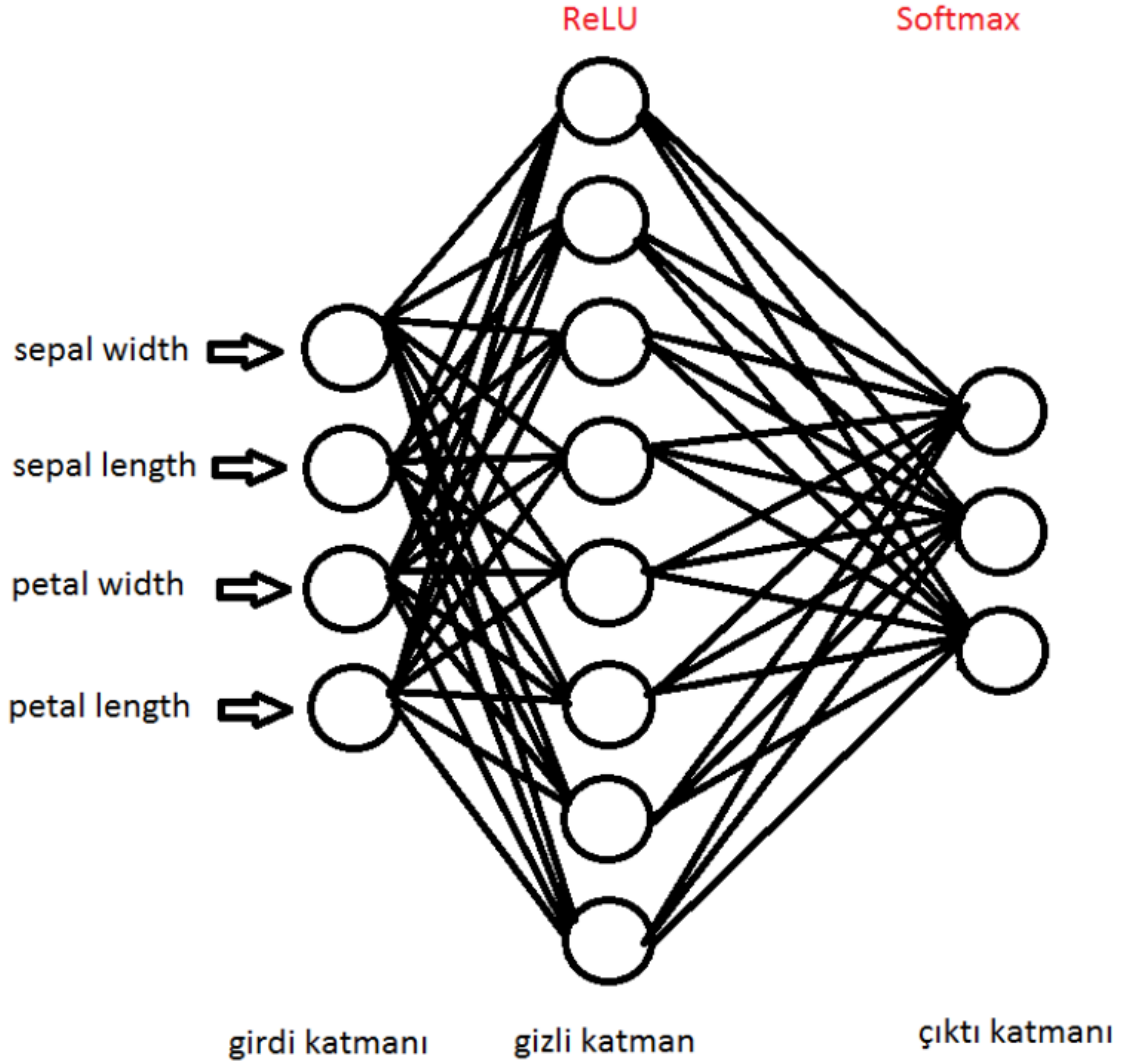 ReLU
Softmax
sepal width
sepal length
petal width
petal length
girdi katmanı
gizli katman
çıktı katmanı